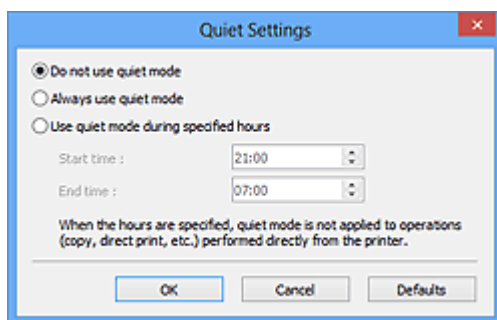 Quiet Settings
Do not use quiet mode
Always use quiet mode
Use quiet mode during specified hours
Start time : 21:00
End time : 07:00
When the hours are specified, quiet mode is not applied to operations
(copy, direct print, etc.) performed directly from the printer.
OK Cancel Defaults